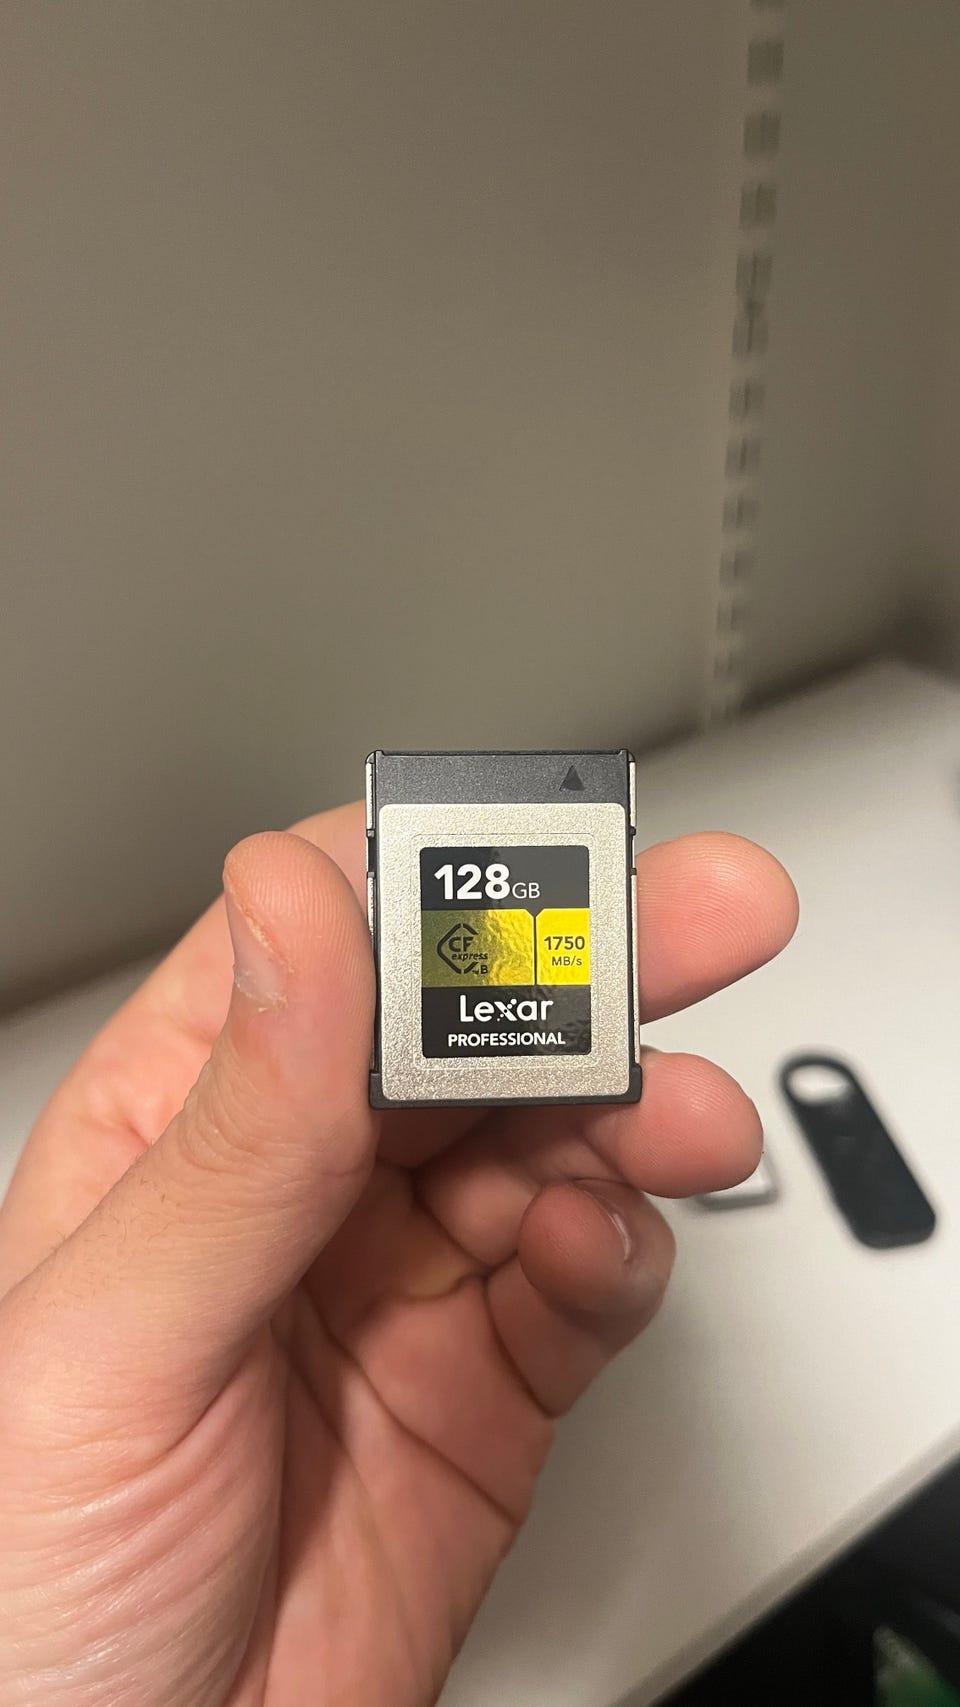 128GB
CF
express
B
1750
MB/s
Lexar
PROFESSIONAL